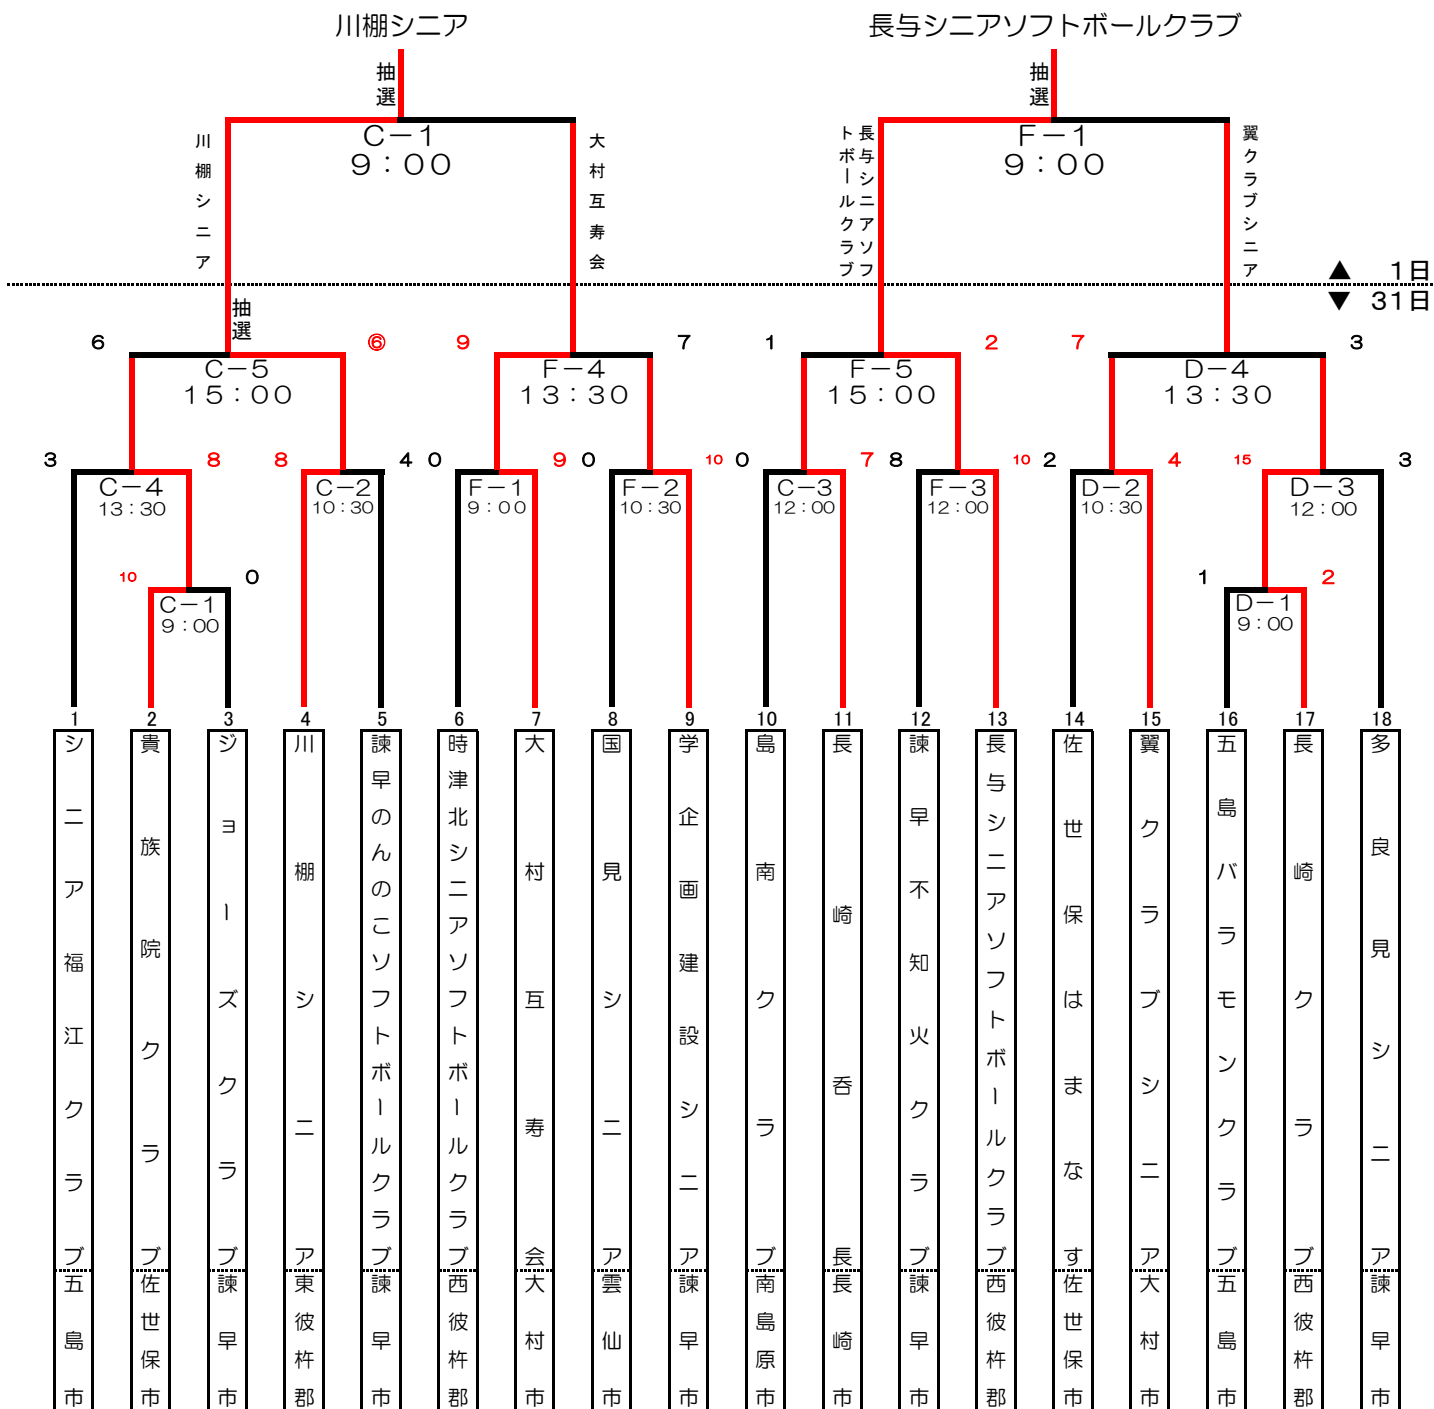 川棚シニア
長与シニアソフトボールクラブ
抽選
抽選
C－1
9：00
F－1
9：00
川棚シニア
大村互寿会
長与シニアソフトボールクラブ
翼クラブシニア
▲ 1日
▼ 31日
抽選
6
⑥
9
7
1
2
7
3
C－5
15：00
F－4
13：30
F－5
15：00
D－4
13：30
3
8
8
4
0
9
0
10
0
7
8
10
2
4
15
3
C－4
13：30
C－2
10：30
F－1
9：00
F－2
10：30
C－3
12：00
F－3
12：00
D－2
10：30
D－3
12：00
10
0
1
2
C－1
9：00
D－1
9：00
1
2
3
4
5
6
7
8
9
10
11
12
13
14
15
16
17
18
シニア福江クラブ
貴族院クラブ
ジョーズクラブ
川棚シニア
諫早のんのこソフトボールクラブ
時津北シニアソフトボールクラブ
大村互寿会
国見シニア
学企画建設シニア
島南クラブ
長崎呑長
諫早不知火クラブ
長与シニアソフトボールクラブ
佐世保はまなす
翼クラブシニア
五島バラモンクラブ
長崎クラブ
多良見シニア
五島市
佐世保市
諫早市
東彼杵郡
諫早市
西彼杵郡
大村市
雲仙市
諫早市
南島原市
長崎市
諫早市
西彼杵郡
佐世保市
大村市
五島市
西彼杵郡
諫早市